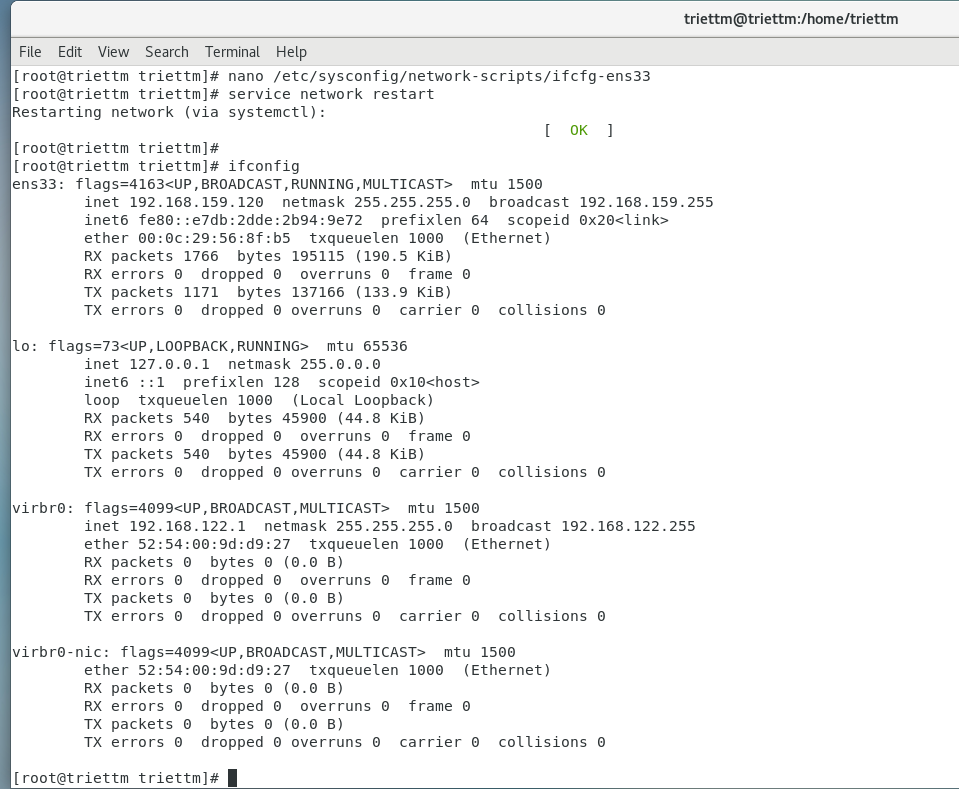 triettm@triettm:/home/triettm
File Edit View Search Terminal Help
[root@triettm triettm]# nano /etc/sysconfig/network-scripts/ifcfg-ens33
[root@triettm triettm]# service network restart
Restarting network (via systemctl):
[  OK  ]
[root@triettm triettm]#
[root@triettm triettm]# ifconfig
ens33: flags=4163<UP,BROADCAST,RUNNING,MULTICAST>  mtu 1500
        inet 192.168.159.120  netmask 255.255.255.0  broadcast 192.168.159.255
        inet6 fe80::e7db:2dde:2b94:9e72  prefixlen 64  scopeid 0x20<link>
        ether 00:0c:29:56:8f:b5  txqueuelen 1000  (Ethernet)
        RX packets 1766  bytes 195115 (190.5 KiB)
        RX errors 0  dropped 0  overruns 0  frame 0
        TX packets 1171  bytes 137166 (133.9 KiB)
        TX errors 0  dropped 0 overruns 0  carrier 0  collisions 0

lo: flags=73<UP,LOOPBACK,RUNNING>  mtu 65536
        inet 127.0.0.1  netmask 255.0.0.0
        inet6 ::1  prefixlen 128  scopeid 0x10<host>
        loop  txqueuelen 1000  (Local Loopback)
        RX packets 540  bytes 45900 (44.8 KiB)
        RX errors 0  dropped 0  overruns 0  frame 0
        TX packets 540  bytes 45900 (44.8 KiB)
        TX errors 0  dropped 0 overruns 0  carrier 0  collisions 0

virbr0: flags=4099<UP,BROADCAST,MULTICAST>  mtu 1500
        inet 192.168.122.1  netmask 255.255.255.0  broadcast 192.168.122.255
        ether 52:54:00:9d:d9:27  txqueuelen 1000  (Ethernet)
        RX packets 0  bytes 0 (0.0 B)
        RX errors 0  dropped 0  overruns 0  frame 0
        TX packets 0  bytes 0 (0.0 B)
        TX errors 0  dropped 0 overruns 0  carrier 0  collisions 0

virbr0-nic: flags=4099<UP,BROADCAST,MULTICAST>  mtu 1500
        ether 52:54:00:9d:d9:27  txqueuelen 1000  (Ethernet)
        RX packets 0  bytes 0 (0.0 B)
        RX errors 0  dropped 0  overruns 0  frame 0
        TX packets 0  bytes 0 (0.0 B)
        TX errors 0  dropped 0 overruns 0  carrier 0  collisions 0

[root@triettm triettm]#